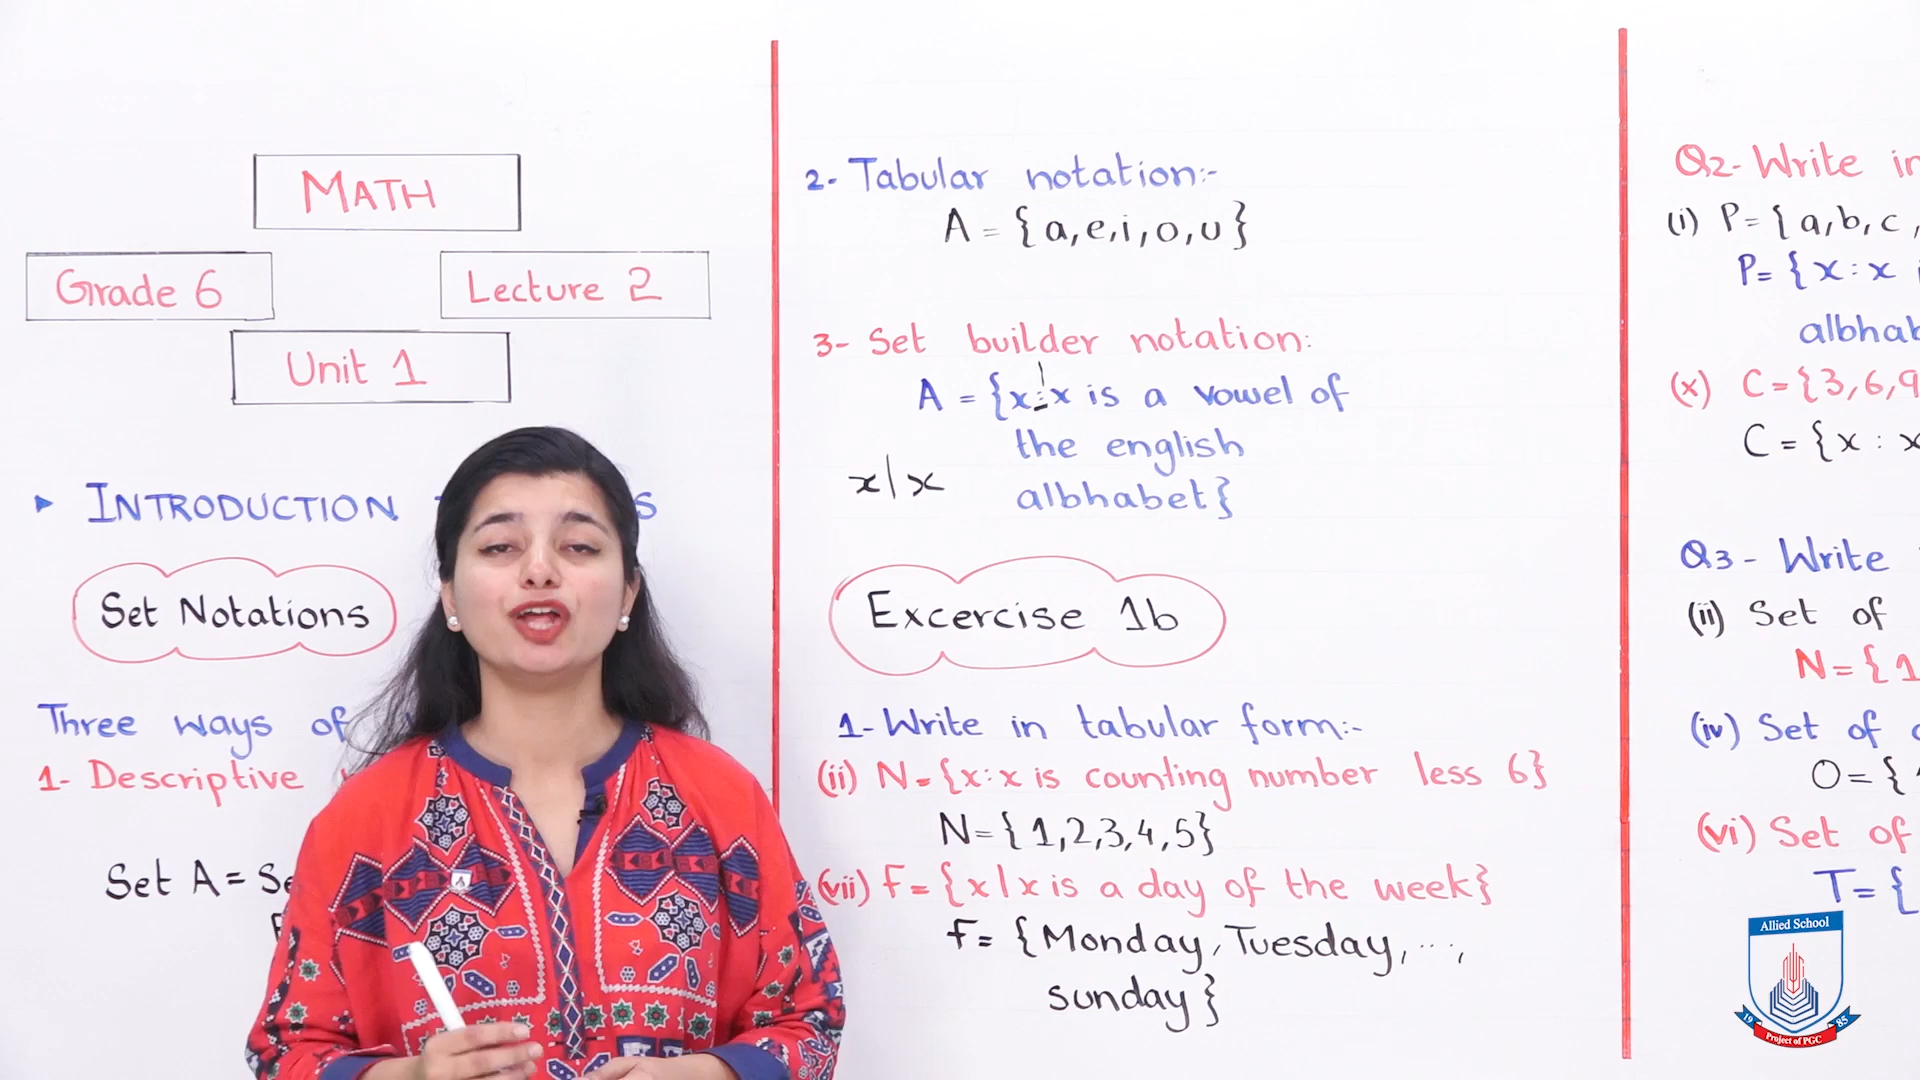 MATH
Grade 6
Lecture 2
Unit 1
▸ INTRODUCTION
Set Notations
Three ways of
1- Descriptive
Set A = Se
2- Tabular notation:-
A = {a,e,i,o,u}
3- Set builder notation:
A = {x:x is a vowel of
the english
albhabet}
x|x
Excercise 1b
1- Write in tabular form:-
(ii) N={x:x is counting number less 6}
N={1,2,3,4,5}
(vii) F={x|x is a day of the week}
F= {Monday, Tuesday, ...,
sunday}
Q2- Write in
(i) P={a,b,c,
P= {x:x i
albhab
(x) C={3,6,9
C={x : x
Q3- Write
(ii) Set of
N={1
(iv) Set of
O={
(vi) Set of
T={
Allied School
19 85
Project of PGC